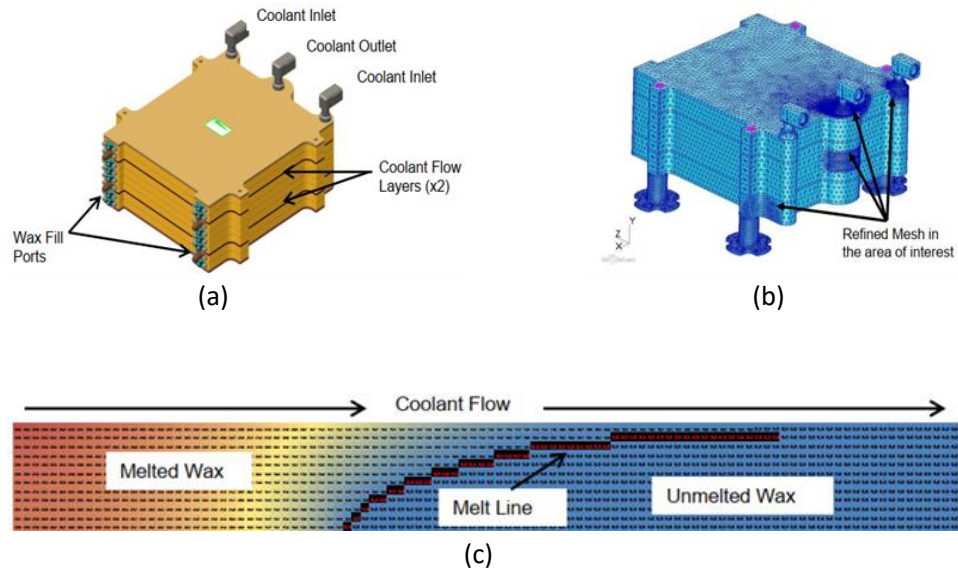 Coolant Inlet
Coolant Outlet
Coolant Inlet
Coolant Flow
Layers (x2)
Wax Fill
Ports
(a)
Y
Z
X
Refined Mesh in
the area of interest
(b)
Coolant Flow
Melted Wax
Melt Line
Unmelted Wax
(c)